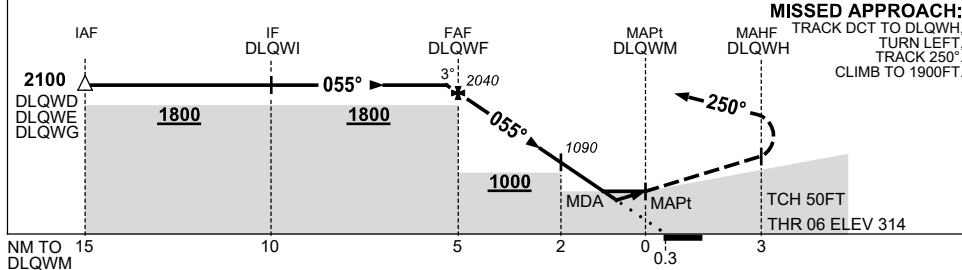 MISSED APPROACH:
TRACK DCT TO DLQWH,
TURN LEFT,
TRACK 250°.
CLIMB TO 1900FT.
IAF
IF
DLQWI
FAF
DLQWF
MAPt
DLQWM
MAHF
DLQWH
2100
DLQWD
DLQWE
DLQWG
055°
3°
2040
250°
1800
1800
055°
1090
1000
MDA
MAPt
TCH 50FT
THR 06 ELEV 314
NM TO
DLQWM
15
10
5
2
0
0.3
3